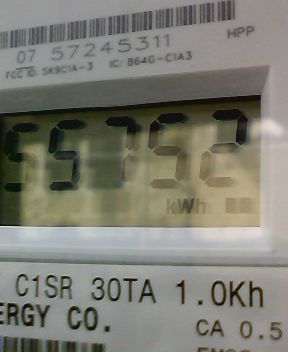 07 57245311
HPP
FCC ID: SK9C1A-3 IC: 864G-C1A3
55752
kWh
C1SR 30TA 1.0Kh
ERGY CO.
CA 0.5